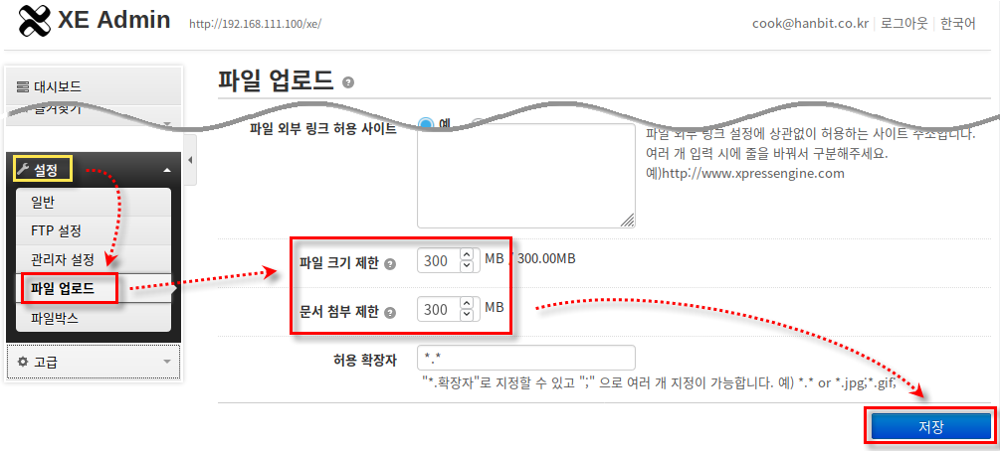 XE Admin http://192.168.111.100/xe/ cook@hanbit.co.kr 로그아웃 한국어
대시보드
즐겨찾기
설정
일반
FTP 설정
관리자 설정
파일 업로드
파일박스
고급
파일 업로드
파일 외부 링크 허용 사이트
예
파일 외부 링크 설정에 상관없이 허용하는 사이트 주소입니다.
여러 개 입력 시에 줄을 바꿔서 구분해주세요.
예)http://www.xpressengine.com
파일 크기 제한 300 MB / 300.00MB
문서 첨부 제한 300 MB
허용 확장자 *.*
"*.확장자"로 지정할 수 있고 ";" 으로 여러 개 지정이 가능합니다. 예) *.* or *.jpg;*.gif;
저장